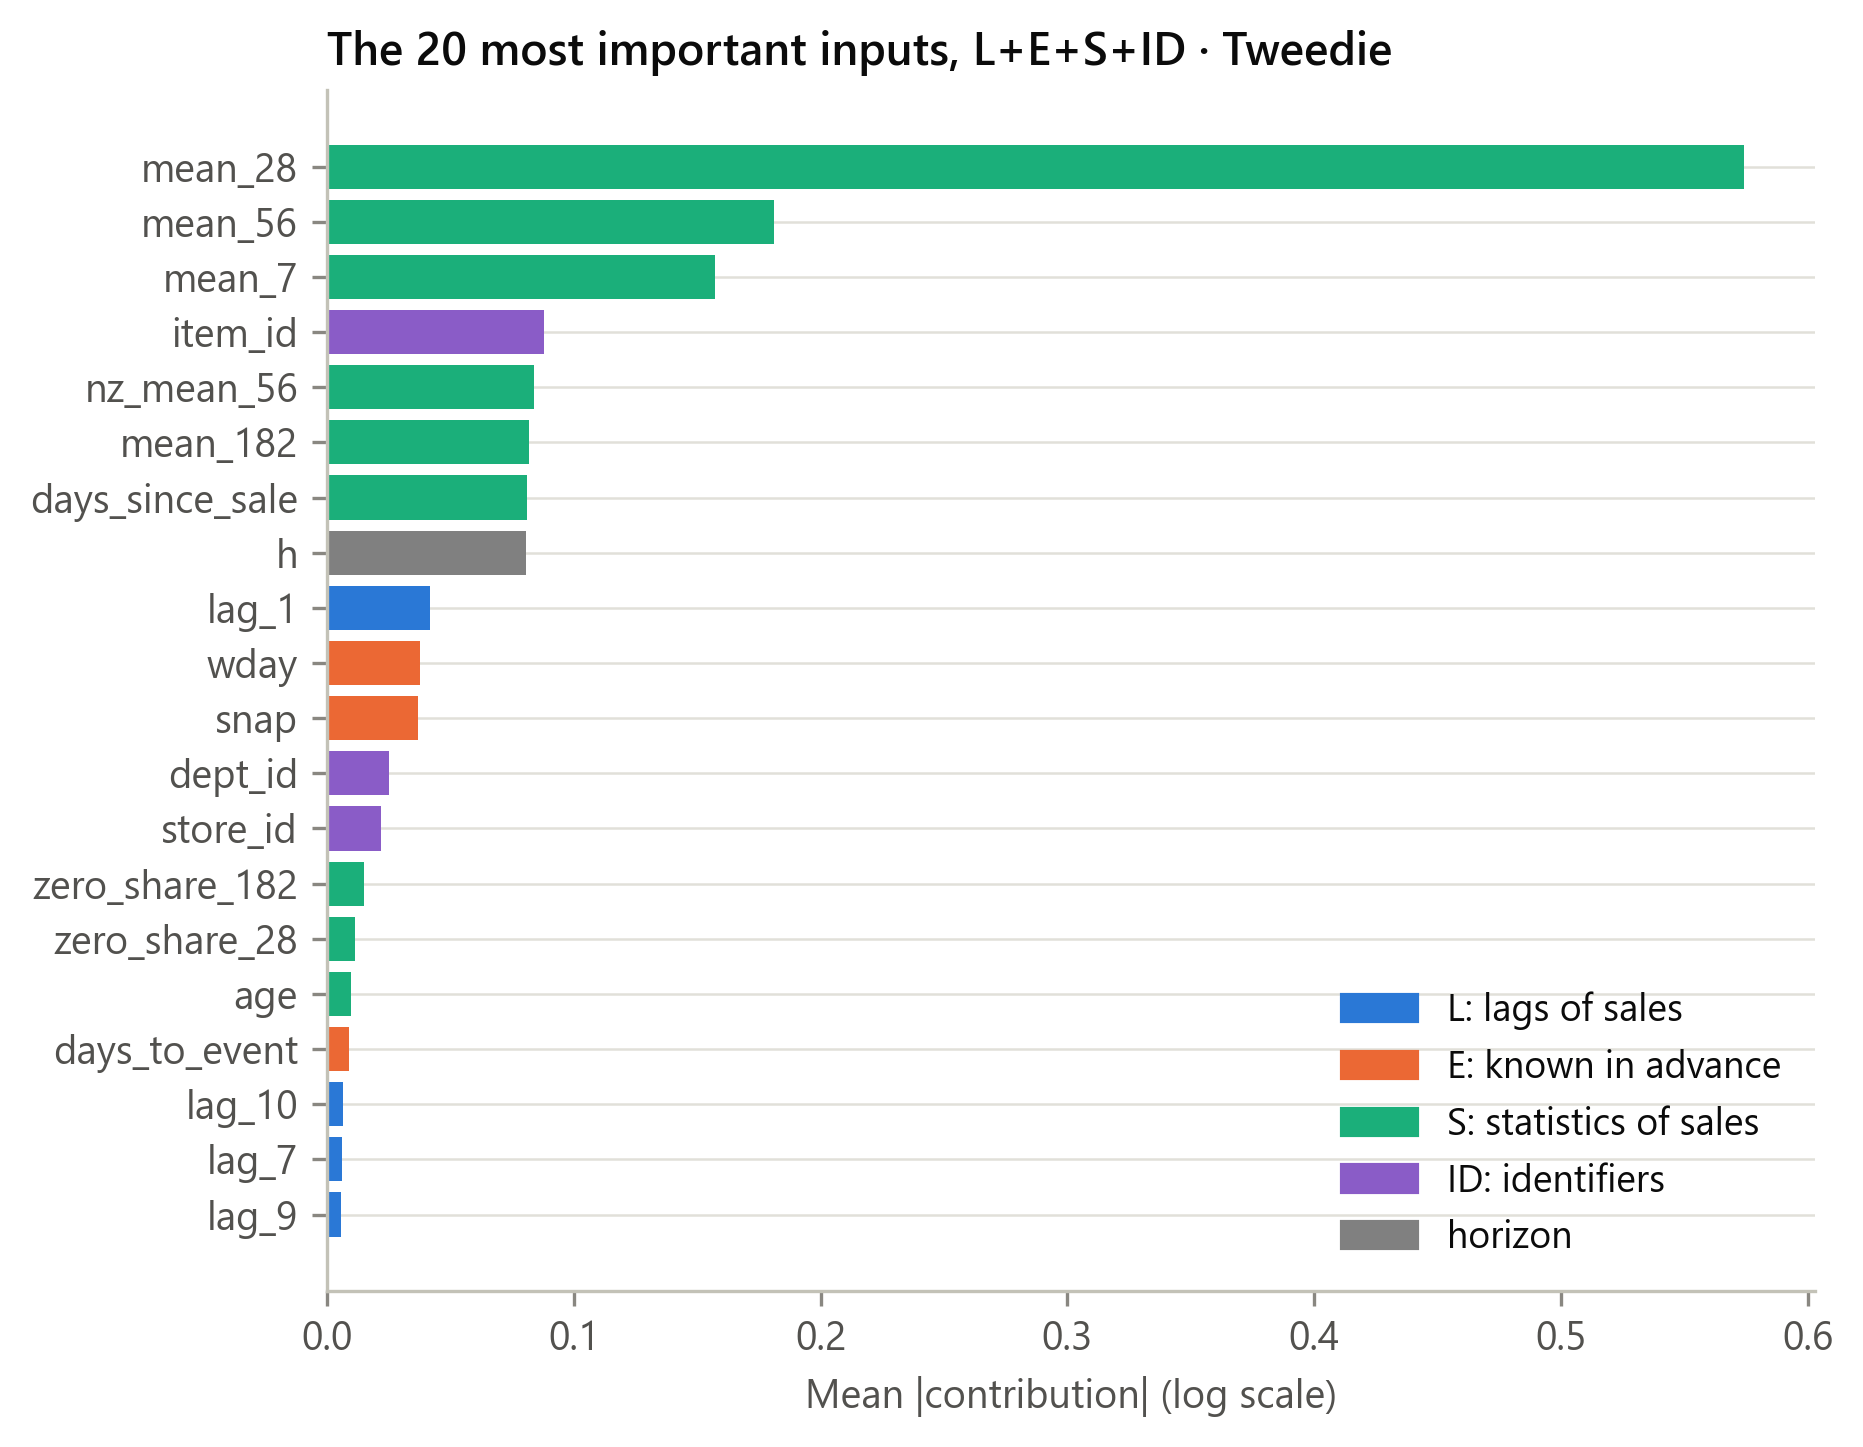 The 20 most important inputs, L+E+S+ID · Tweedie
mean_28
mean_56
mean_7
item_id
nz_mean_56
mean_182
days_since_sale
h
lag_1
wday
snap
dept_id
store_id
zero_share_182
zero_share_28
age
days_to_event
lag_10
lag_7
lag_9
L: lags of sales
E: known in advance
S: statistics of sales
ID: identifiers
horizon
0.0 0.1 0.2 0.3 0.4 0.5 0.6
Mean |contribution| (log scale)